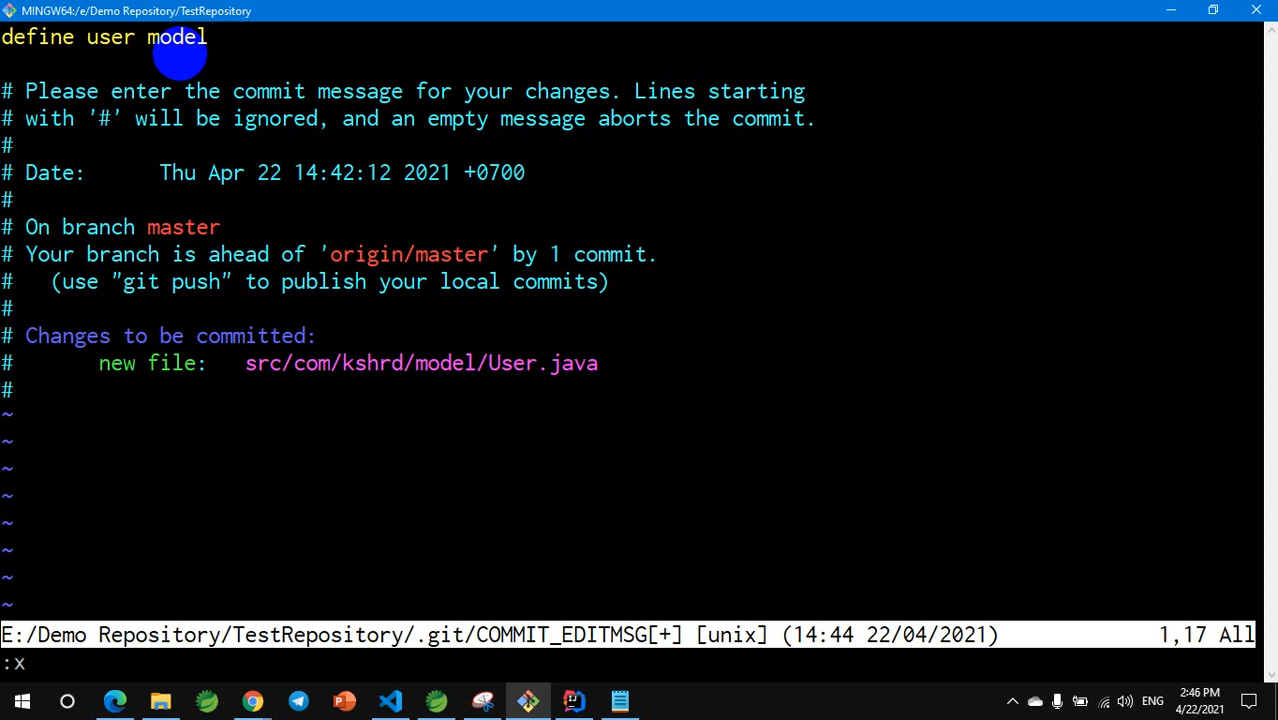 MINGW64:/e/Demo Repository/TestRepository
define user model
# Please enter the commit message for your changes. Lines starting
# with '#' will be ignored, and an empty message aborts the commit.
#
# Date:      Thu Apr 22 14:42:12 2021 +0700
#
# On branch master
# Your branch is ahead of 'origin/master' by 1 commit.
#   (use "git push" to publish your local commits)
#
# Changes to be committed:
#       new file:   src/com/kshrd/model/User.java
#
~
~
~
~
~
~
~
~
E:/Demo Repository/TestRepository/.git/COMMIT_EDITMSG[+] [unix] (14:44 22/04/2021) 1,17 All
:x
ENG
2:46 PM
4/22/2021